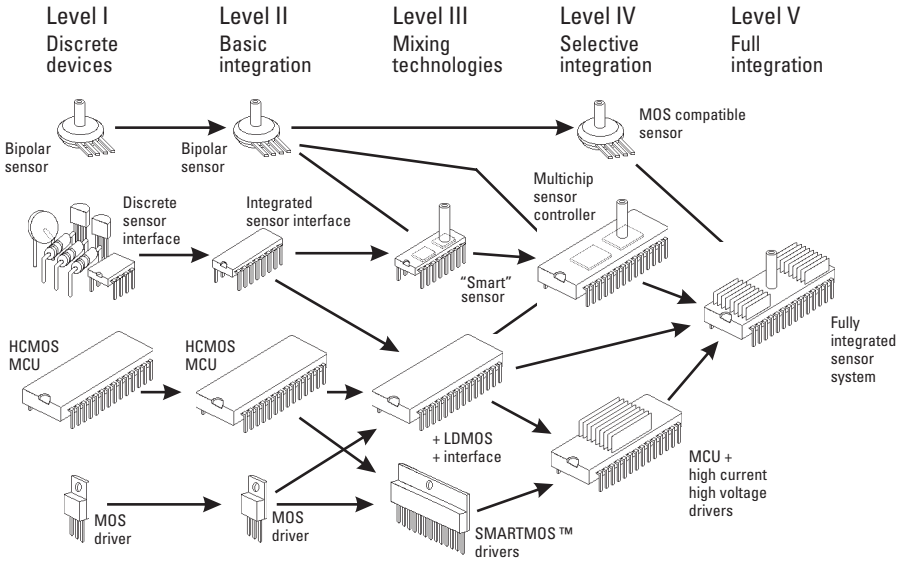 Level I
Discrete
devices
Level II
Basic
integration
Level III
Mixing
technologies
Level IV
Selective
integration
Level V
Full
integration
Bipolar
sensor
Bipolar
sensor
MOS compatible
sensor
Discrete
sensor
interface
Integrated
sensor interface
“Smart”
sensor
Multichip
sensor
controller
Fully
integrated
sensor
system
HCMOS
MCU
HCMOS
MCU
+ LDMOS
+ interface
MCU +
high current
high voltage
drivers
MOS
driver
MOS
driver
SMARTMOS™
drivers